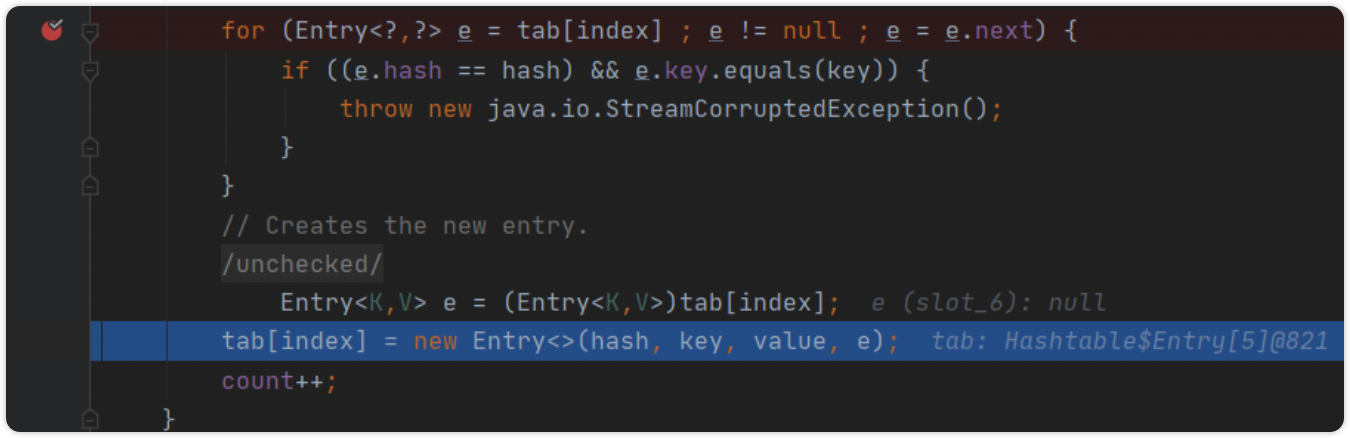 for (Entry<?,?> e = tab[index] ; e != null ; e = e.next) {
if ((e.hash == hash) && e.key.equals(key)) {
throw new java.io.StreamCorruptedException();
}
}
// Creates the new entry.
/unchecked/
Entry<K,V> e = (Entry<K,V>)tab[index]; e (slot_6): null
tab[index] = new Entry<>(hash, key, value, e); tab: Hashtable$Entry[5]@821
count++;
}